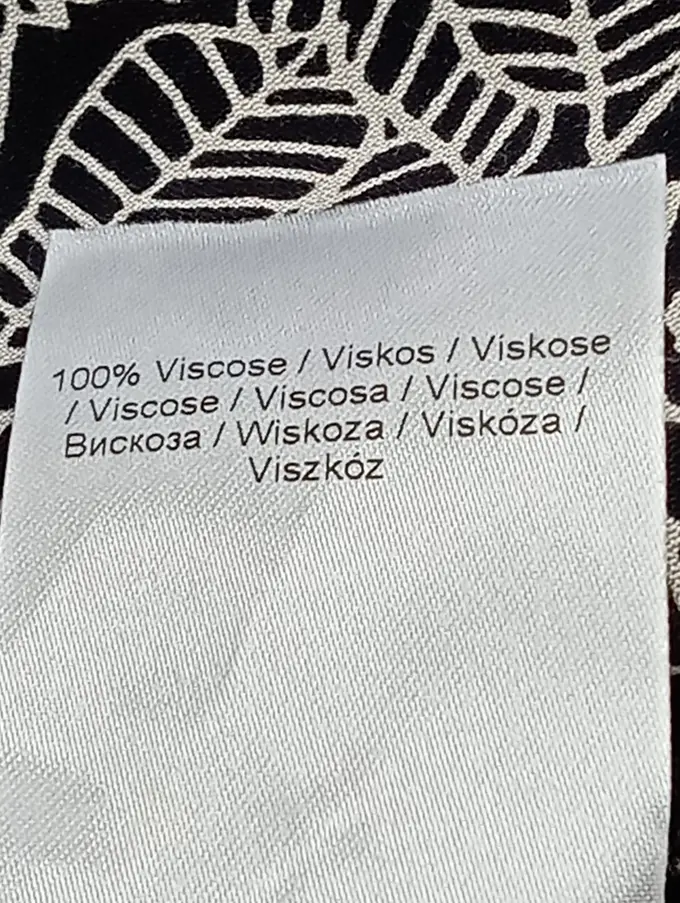 100% Viscose / Viskos / Viskose
/ Viscose / Viscosa / Viscose /
Вискоза / Wiskoza / Viskóza /
Viszkóz